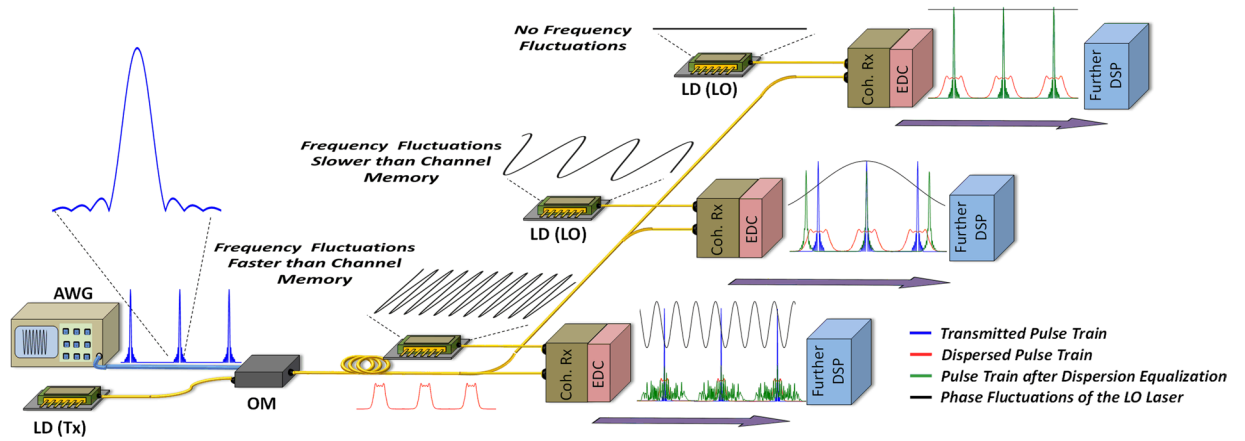 No Frequency
Fluctuations
LD (LO)
Coh. Rx
EDC
Further
DSP
Frequency Fluctuations
Slower than Channel
Memory
LD (LO)
Coh. Rx
EDC
Further
DSP
Frequency Fluctuations
Faster than Channel
Memory
AWG
LD (Tx)
OM
Coh. Rx
EDC
Further
DSP
Transmitted Pulse Train
Dispersed Pulse Train
Pulse Train after Dispersion Equalization
Phase Fluctuations of the LO Laser